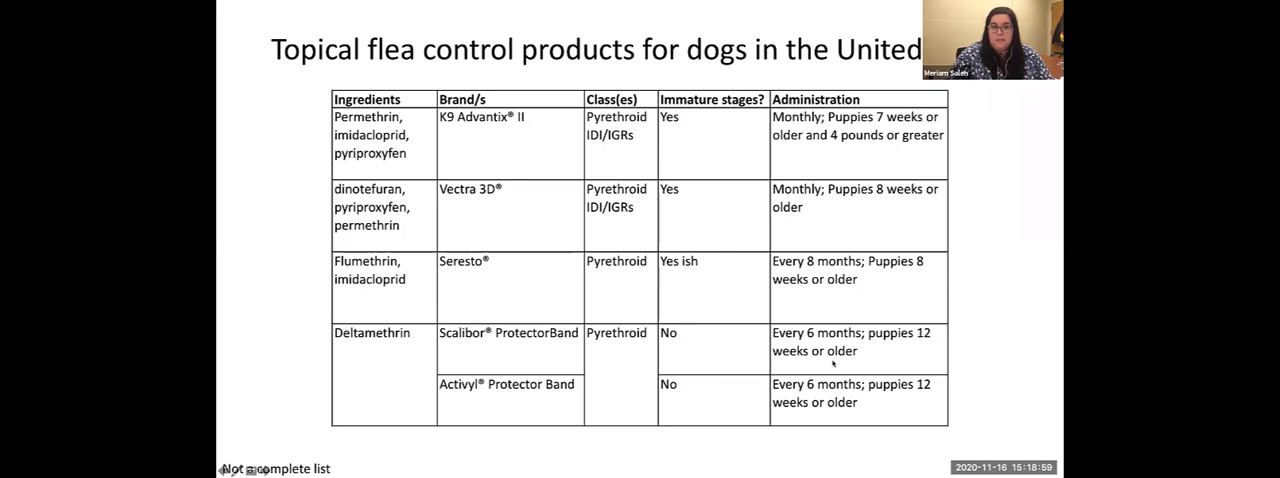 Topical flea control products for dogs in the United
Meriam Saleh
Ingredients Brand/s Class(es) Immature stages? Administration
Permethrin, K9 Advantix® II Pyrethroid Yes Monthly; Puppies 7 weeks or
imidacloprid, IDI/IGRs older and 4 pounds or greater
pyriproxyfen
dinotefuran, Vectra 3D® Pyrethroid Yes Monthly; Puppies 8 weeks or
pyriproxyfen, IDI/IGRs older
permethrin
Flumethrin, Seresto® Pyrethroid Yes ish Every 8 months; Puppies 8
imidacloprid weeks or older
Deltamethrin Scalibor® ProtectorBand Pyrethroid No Every 6 months; puppies 12
weeks or older
Activyl® Protector Band No Every 6 months; puppies 12
weeks or older
Not a complete list
2020-11-16 15:18:59